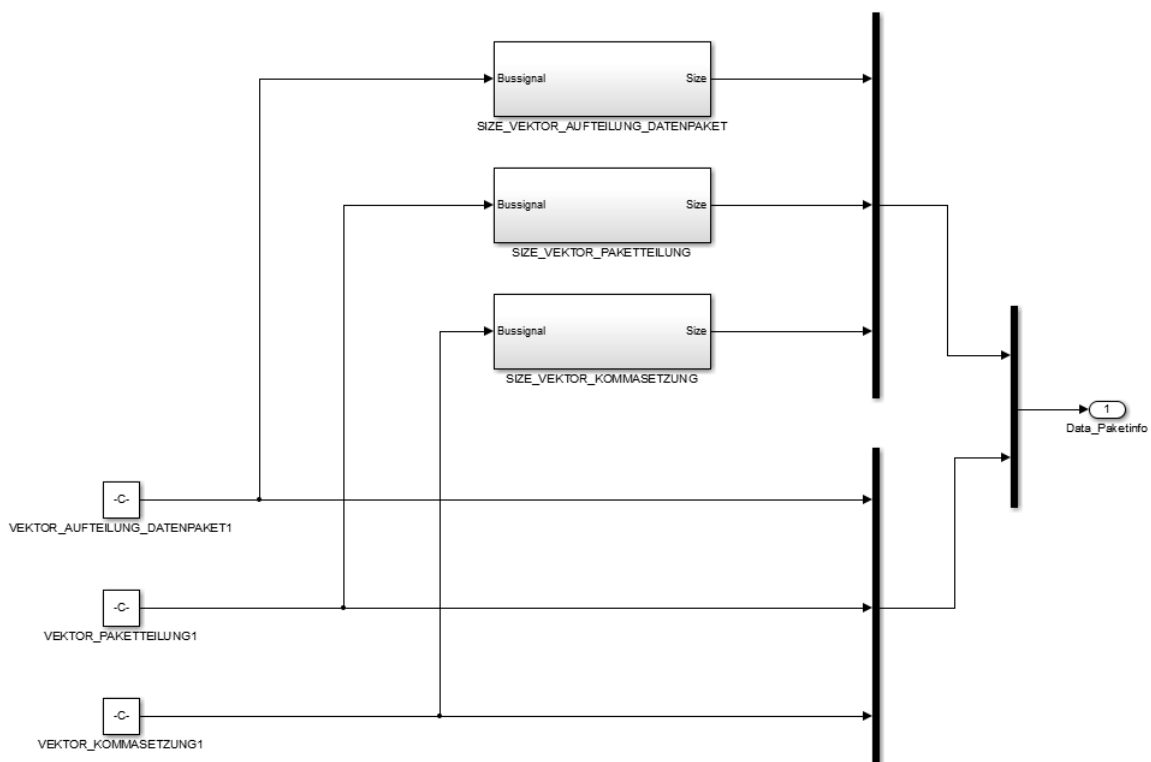 Bussignal Size
SIZE_VEKTOR_AUFTEILUNG_DATENPAKET
Bussignal Size
SIZE_VEKTOR_PAKETTEILUNG
Bussignal Size
SIZE_VEKTOR_KOMMASETZUNG
1
Data_Paketinfo
-C-
VEKTOR_AUFTEILUNG_DATENPAKET1
-C-
VEKTOR_PAKETTEILUNG1
-C-
VEKTOR_KOMMASETZUNG1